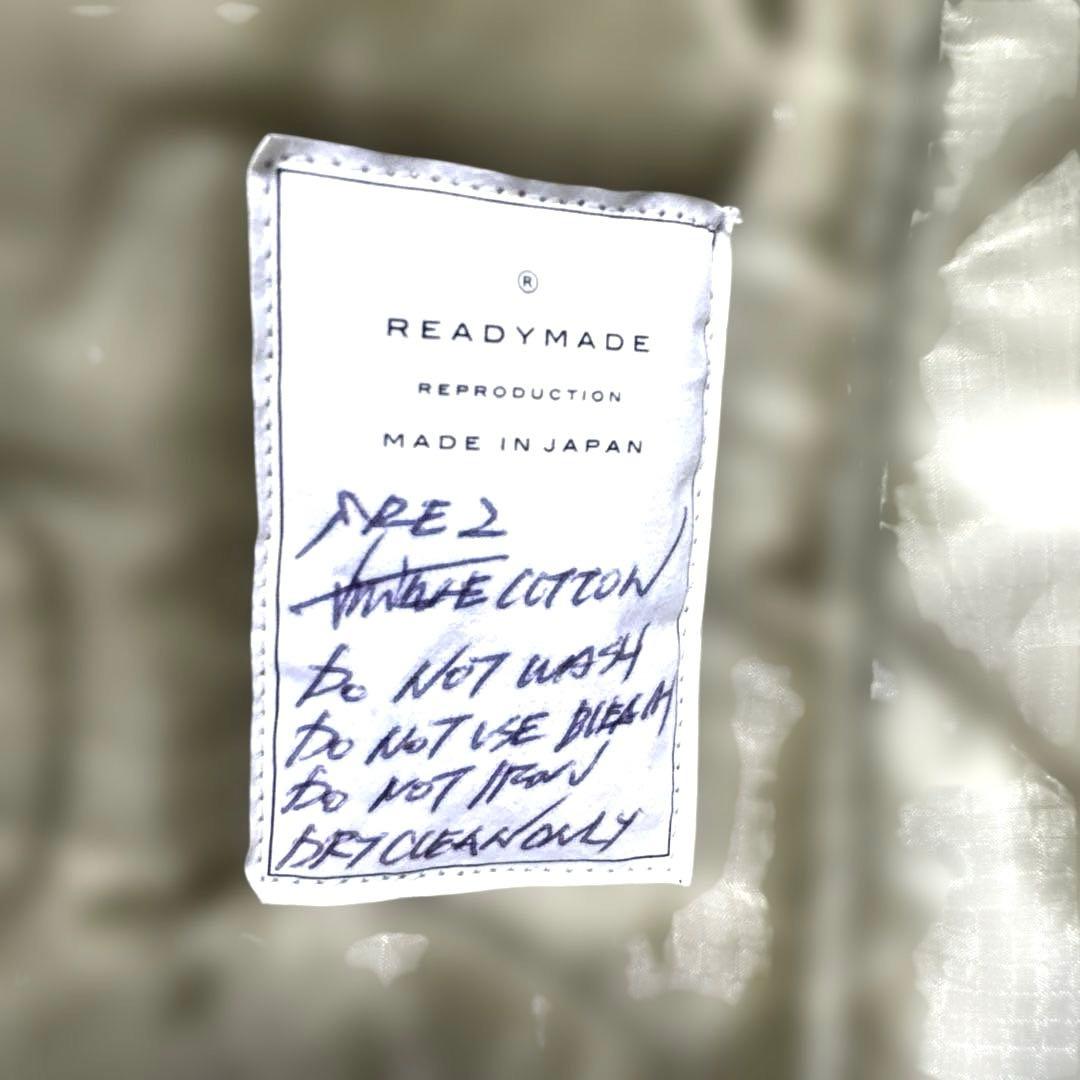 ®
READYMADE
REPRODUCTION
MADE IN JAPAN
2
COTTON
DO NOT WASH
DO NOT USE BLEACH
DO NOT IRON
DRY CLEAN ONLY